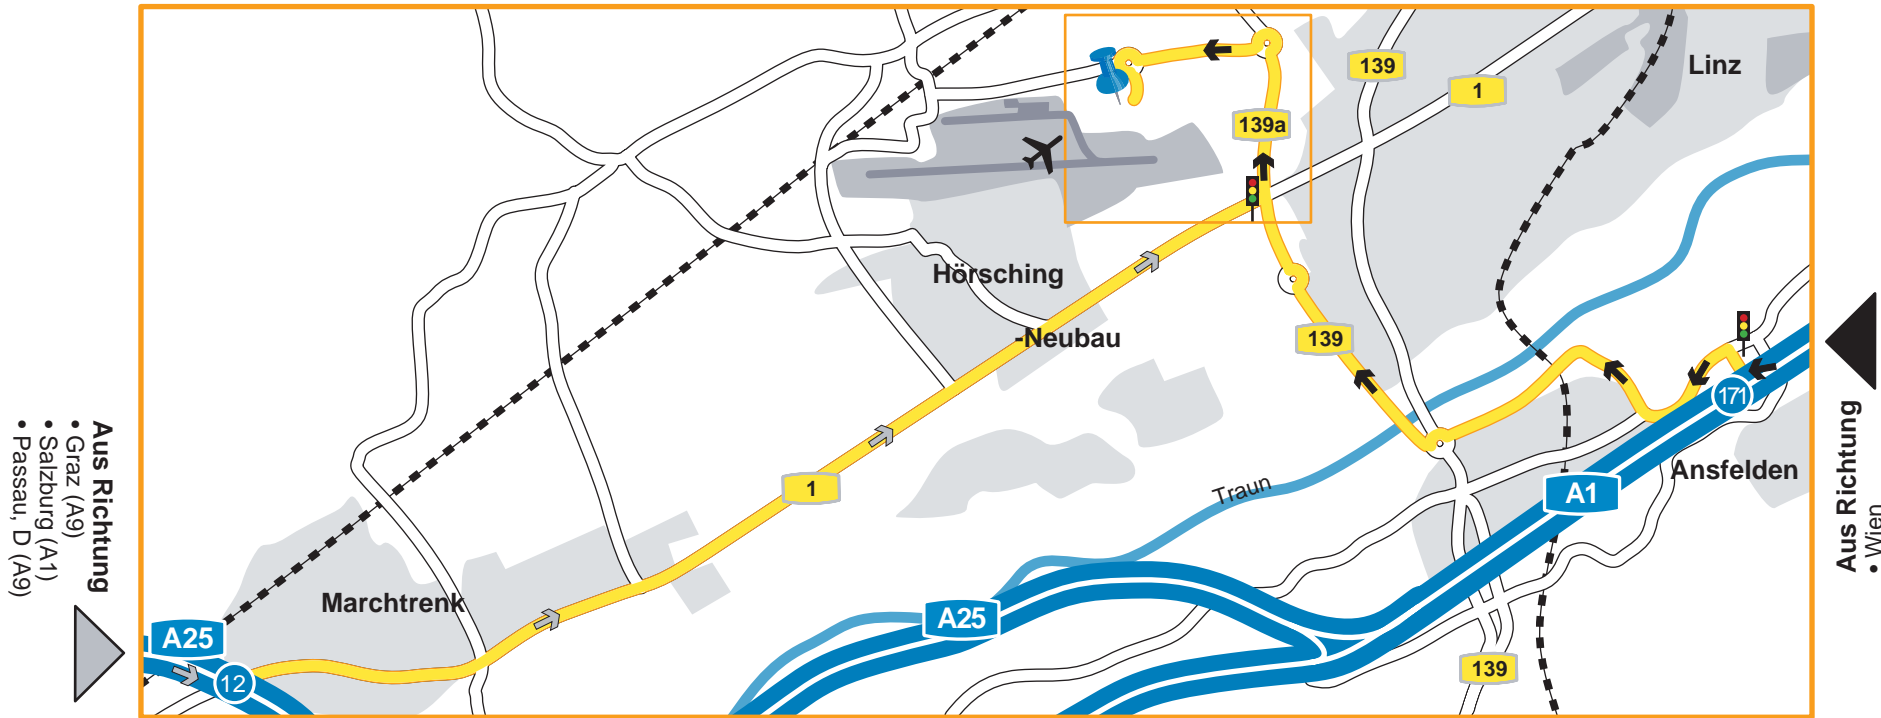 Linz
139
1
139a
Hörsching
-Neubau
139
171
Aus Richtung
• Graz (A9)
• Salzburg (A1)
• Passau, D (A9)
Aus Richtung
• Wien
Ansfelden
1
Traun
A1
Marchtrenk
A25
A25
12
139